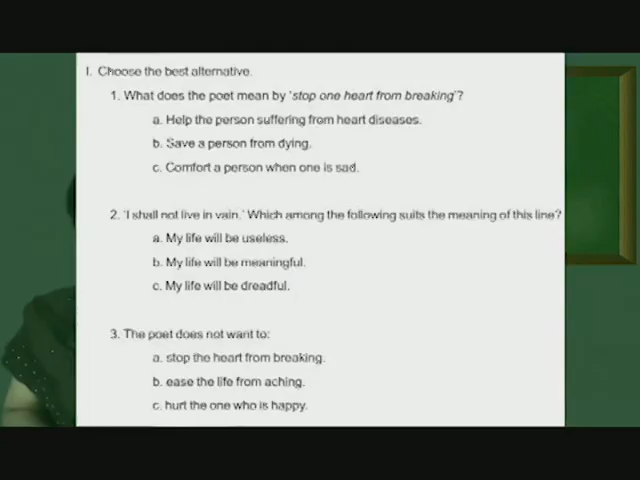 I. Choose the best alternative.
1. What does the poet mean by 'stop one heart from breaking'?
a. Help the person suffering from heart diseases.
b. Save a person from dying.
c. Comfort a person when one is sad.
2. 'I shall not live in vain.' Which among the following suits the meaning of this line?
a. My life will be useless.
b. My life will be meaningful.
c. My life will be dreadful.
3. The poet does not want to:
a. stop the heart from breaking.
b. ease the life from aching.
c. hurt the one who is happy.